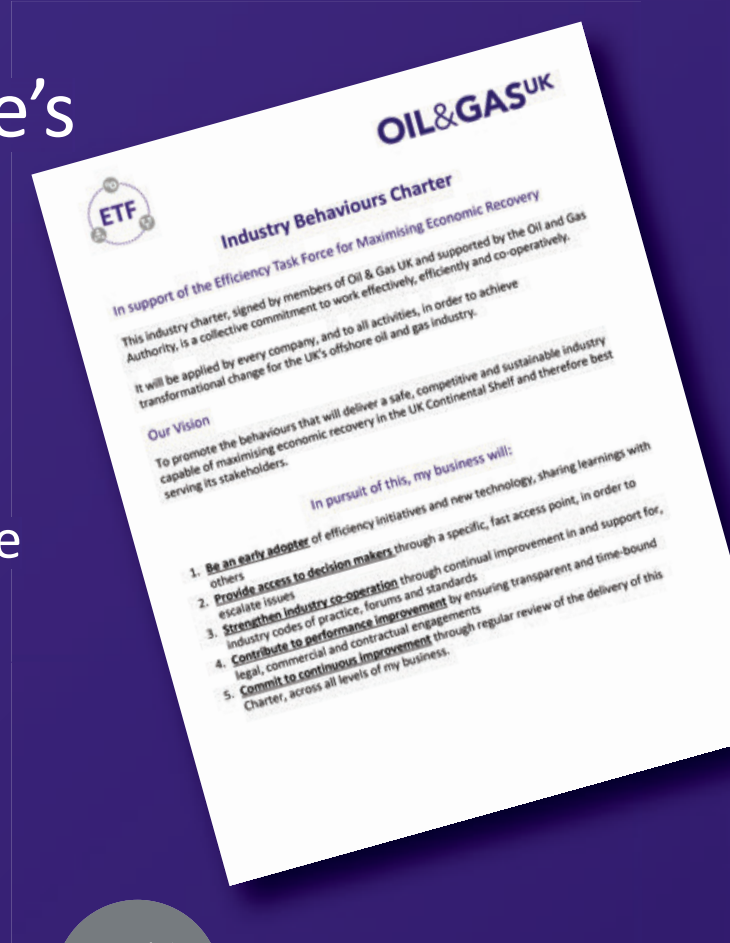 e's
OIL&GAS UK
ETF
Industry Behaviours Charter
In support of the Efficiency Task Force for Maximising Economic Recovery
This industry charter, signed by members of Oil & Gas UK and supported by the Oil and Gas
Authority, is a collective commitment to work effectively, efficiently and co-operatively.
It will be applied by every company, and to all activities, in order to achieve
transformational change for the UK's offshore oil and gas industry.
Our Vision
To promote the behaviours that will deliver a safe, competitive and sustainable industry
capable of maximising economic recovery in the UK Continental Shelf and therefore best
serving its stakeholders.
e
In pursuit of this, my business will:
1. Be an early adopter of efficiency initiatives and new technology, sharing learnings with
others
2. Provide access to decision makers through a specific, fast access point, in order to
escalate issues
3. Strengthen industry co-operation through continual improvement in and support for,
industry codes of practice, forums and standards
4. Contribute to performance improvement by ensuring transparent and time-bound
legal, commercial and contractual engagements
5. Commit to continuous improvement through regular review of the delivery of this
Charter, across all levels of my business.